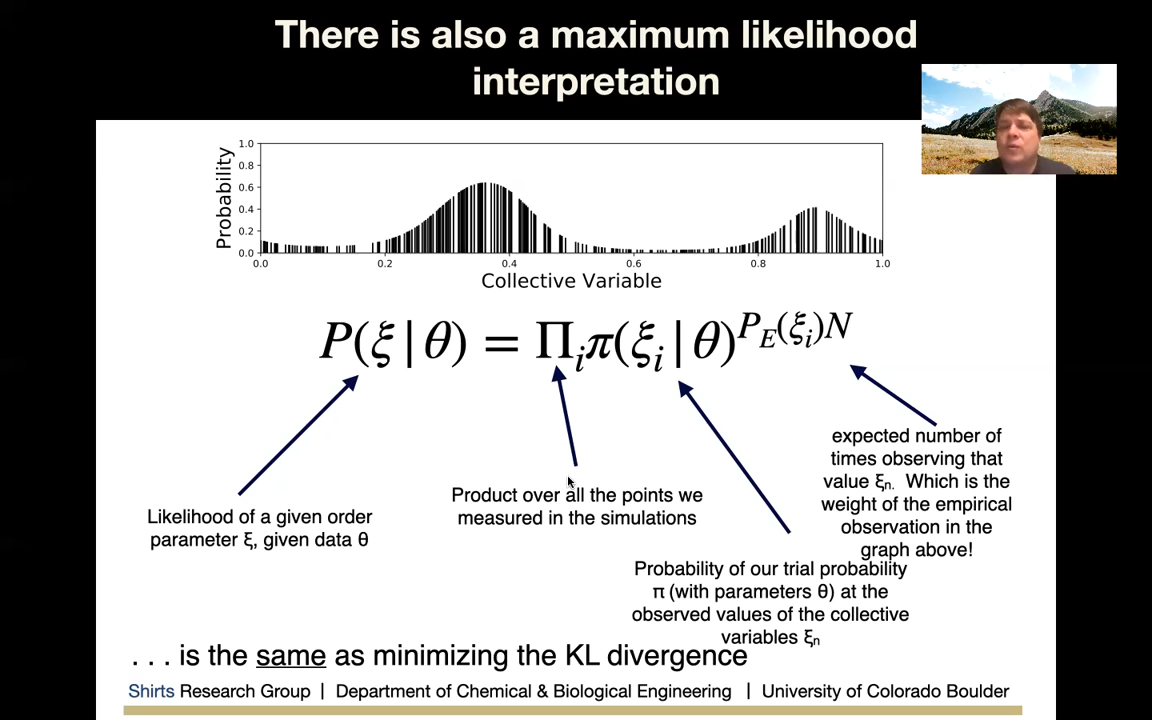 There is also a maximum likelihood
interpretation
Probability
1.0
0.8
0.6
0.4
0.2
0.0
0.0 0.2 0.4 0.6 0.8 1.0
Collective Variable
P(ξ | θ) = Π_i π(ξ_i | θ)^{P_E(ξ_i)N}
Likelihood of a given order
parameter ξ, given data θ
Product over all the points we
measured in the simulations
Probability of our trial probability
π (with parameters θ) at the
observed values of the collective
variables ξn
expected number of
times observing that
value ξn. Which is the
weight of the empirical
observation in the
graph above!
. . . is the same as minimizing the KL divergence
Shirts Research Group | Department of Chemical & Biological Engineering | University of Colorado Boulder